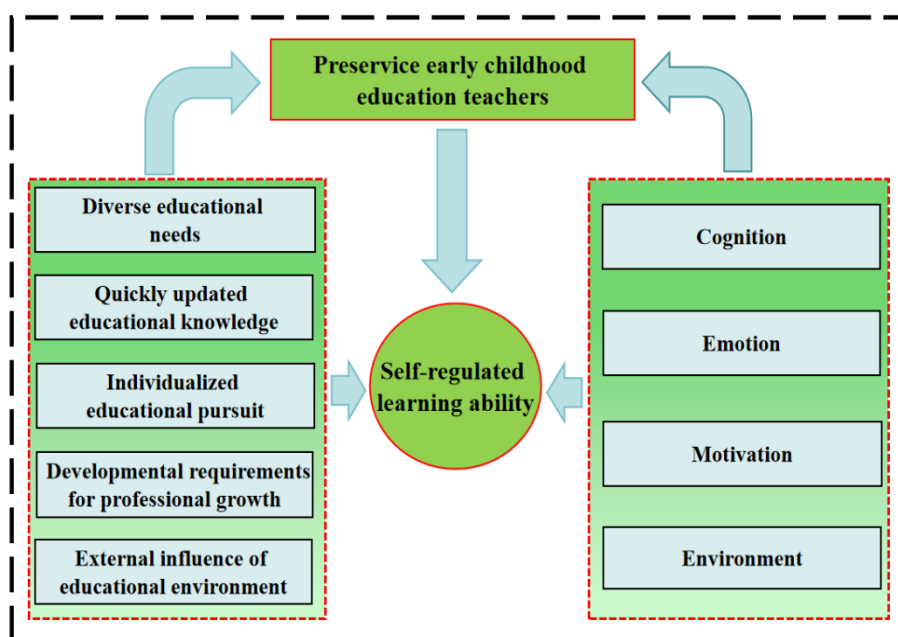 Preservice early childhood
education teachers
Diverse educational
needs
Quickly updated
educational knowledge
Individualized
educational pursuit
Developmental requirements
for professional growth
External influence of
educational environment
Self-regulated
learning ability
Cognition
Emotion
Motivation
Environment